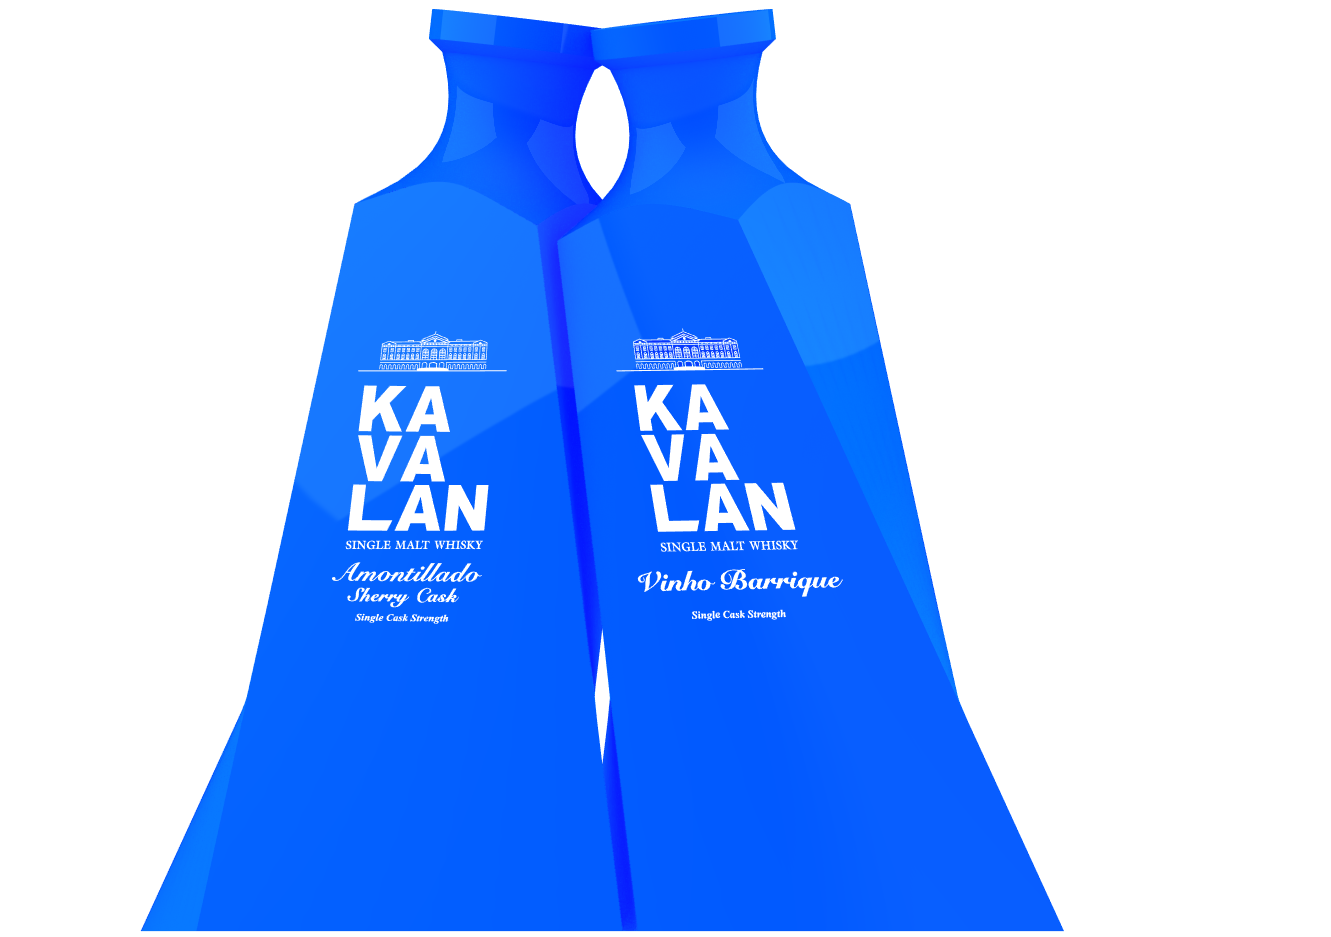 KA
VA
LAN
SINGLE MALT WHISKY
Amontillado
Sherry Cask
Single Cask Strength
KA
VA
LAN
SINGLE MALT WHISKY
Vinho Barrique
Single Cask Strength